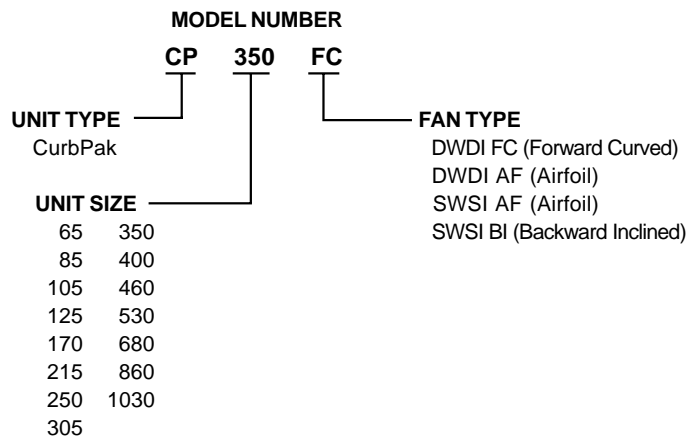 MODEL NUMBER
CP 350 FC
UNIT TYPE
CurbPak
UNIT SIZE
65 350
85 400
105 460
125 530
170 680
215 860
250 1030
305
FAN TYPE
DWDI FC (Forward Curved)
DWDI AF (Airfoil)
SWSI AF (Airfoil)
SWSI BI (Backward Inclined)